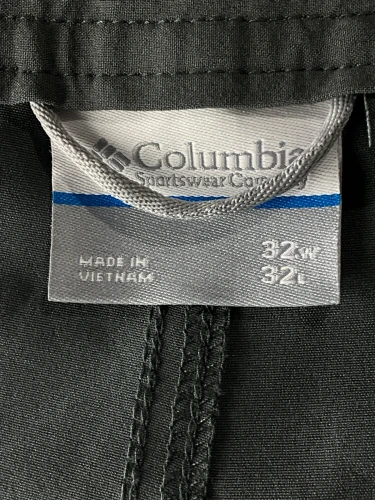 Columbia
Sportswear Company
MADE IN
VIETNAM
32W
32L